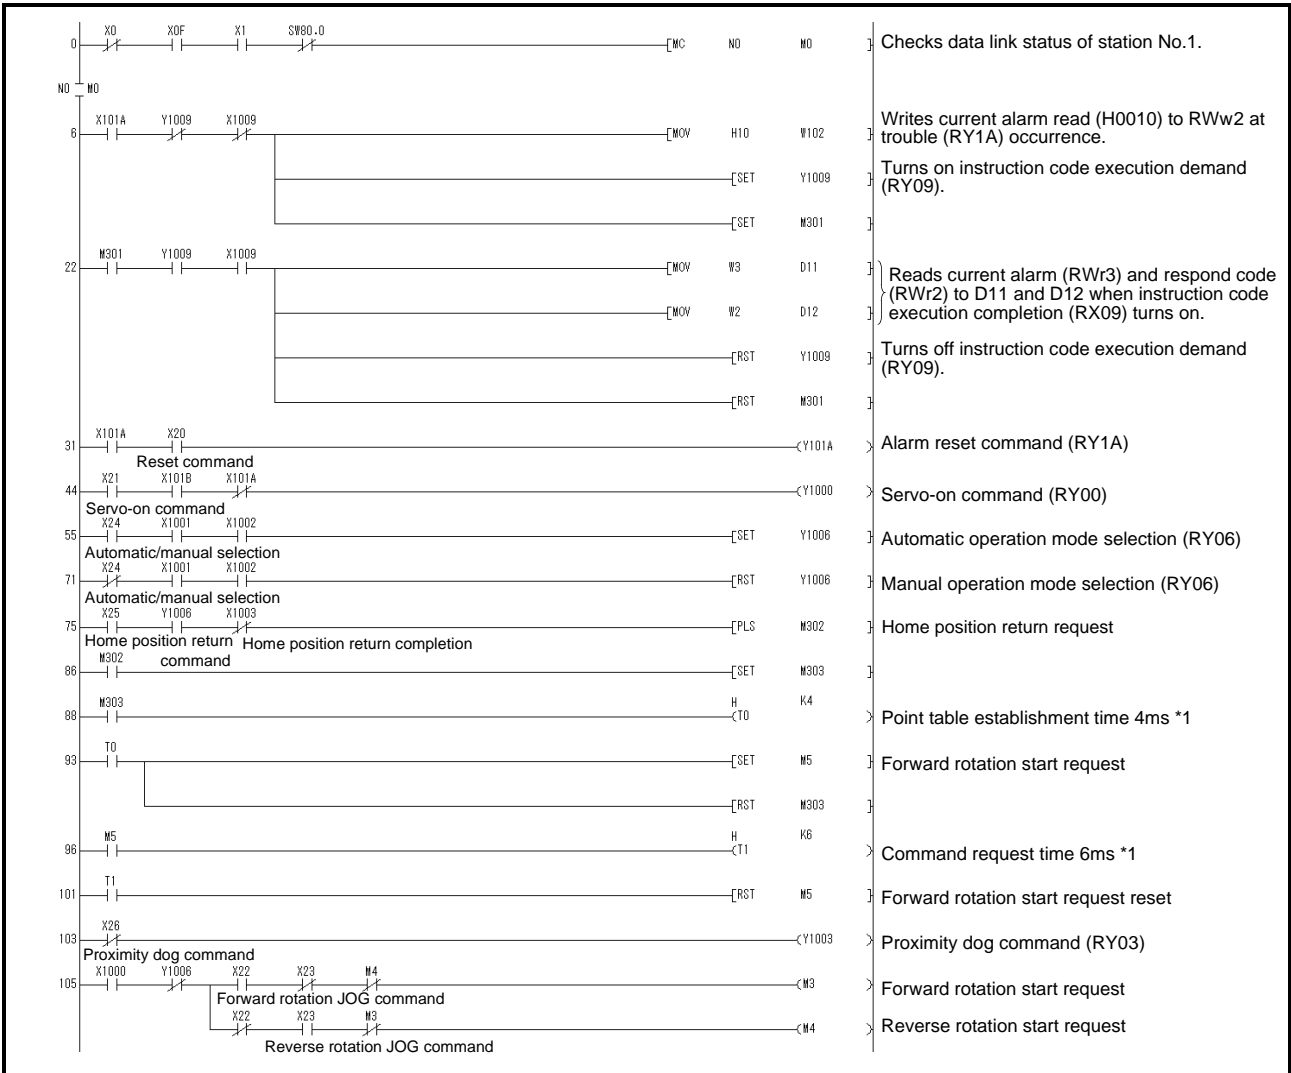 X0 X0F X1 SW80.0
0 [MC N0 M0 ] Checks data link status of station No.1.
N0 M0
X101A Y1009 X1009
6 [MOV H10 W102 ] Writes current alarm read (H0010) to RWw2 at
trouble (RY1A) occurrence.
[SET Y1009 ] Turns on instruction code execution demand
(RY09).
[SET M301 ]
M301 Y1009 X1009
22 [MOV W3 D11 ] Reads current alarm (RWr3) and respond code
(RWr2) to D11 and D12 when instruction code
[MOV W2 D12 ] execution completion (RX09) turns on.
[RST Y1009 ] Turns off instruction code execution demand
(RY09).
[RST M301 ]
X101A X20
31 (Y101A ) Alarm reset command (RY1A)
Reset command
X21 X101B X101A
44 (Y1000 ) Servo-on command (RY00)
Servo-on command
X24 X1001 X1002
55 [SET Y1006 ] Automatic operation mode selection (RY06)
Automatic/manual selection
X24 X1001 X1002
71 [RST Y1006 ] Manual operation mode selection (RY06)
Automatic/manual selection
X25 Y1006 X1003
75 [PLS M302 ] Home position return request
Home position return command Home position return completion
M302
86 [SET M303 ]
M303 H K4
88 (T0 ) Point table establishment time 4ms *1
T0
93 [SET M5 ] Forward rotation start request
[RST M303 ]
M5 H K6
96 (T1 ) Command request time 6ms *1
T1
101 [RST M5 ] Forward rotation start request reset
X26
103 (Y1003 ) Proximity dog command (RY03)
Proximity dog command
X1000 Y1006 X22 X23 M4
105 (M3 ) Forward rotation start request
Forward rotation JOG command
X22 X23 M3
(M4 ) Reverse rotation start request
Reverse rotation JOG command